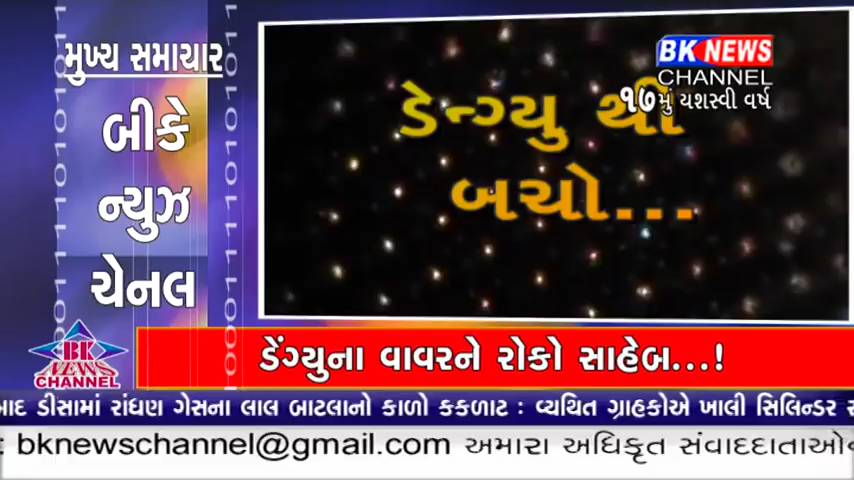 મુખ્ય સમાચાર
બીકે
ન્યુઝ
ચેનલ
ડેન્ગ્યુ થી
બચો...
BK NEWS
CHANNEL
૧૭મું યશસ્વી વર્ષ
BK
NEWS
CHANNEL
ડેંગ્યુના વાવરને રોકો સાહેબ...!
બાદ ડીસામાં રાંધણ ગેસના લાલ બાટલાનો કાળો કકળાટ : વ્યથિત ગ્રાહકોએ ખાલી સિલિન્ડર
: bknewschannel@gmail.com અમારા અધિકૃત સંવાદદાતાઓન